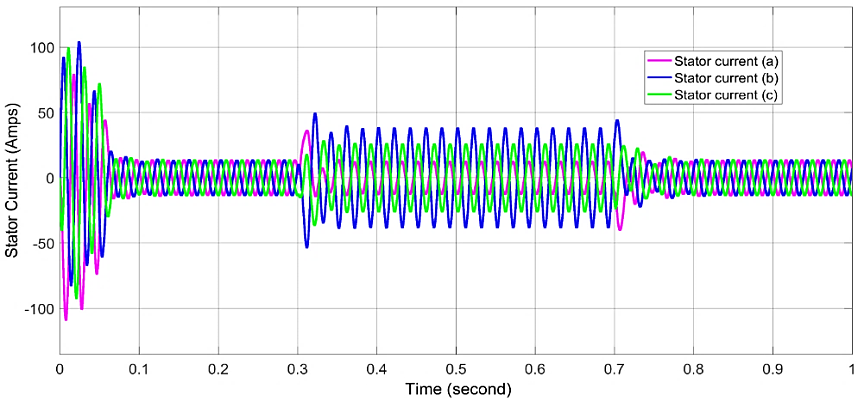 100
50
0
-50
-100
Stator Current (Amps)
Stator current (a)
Stator current (b)
Stator current (c)
0 0.1 0.2 0.3 0.4 0.5 0.6 0.7 0.8 0.9 1
Time (second)